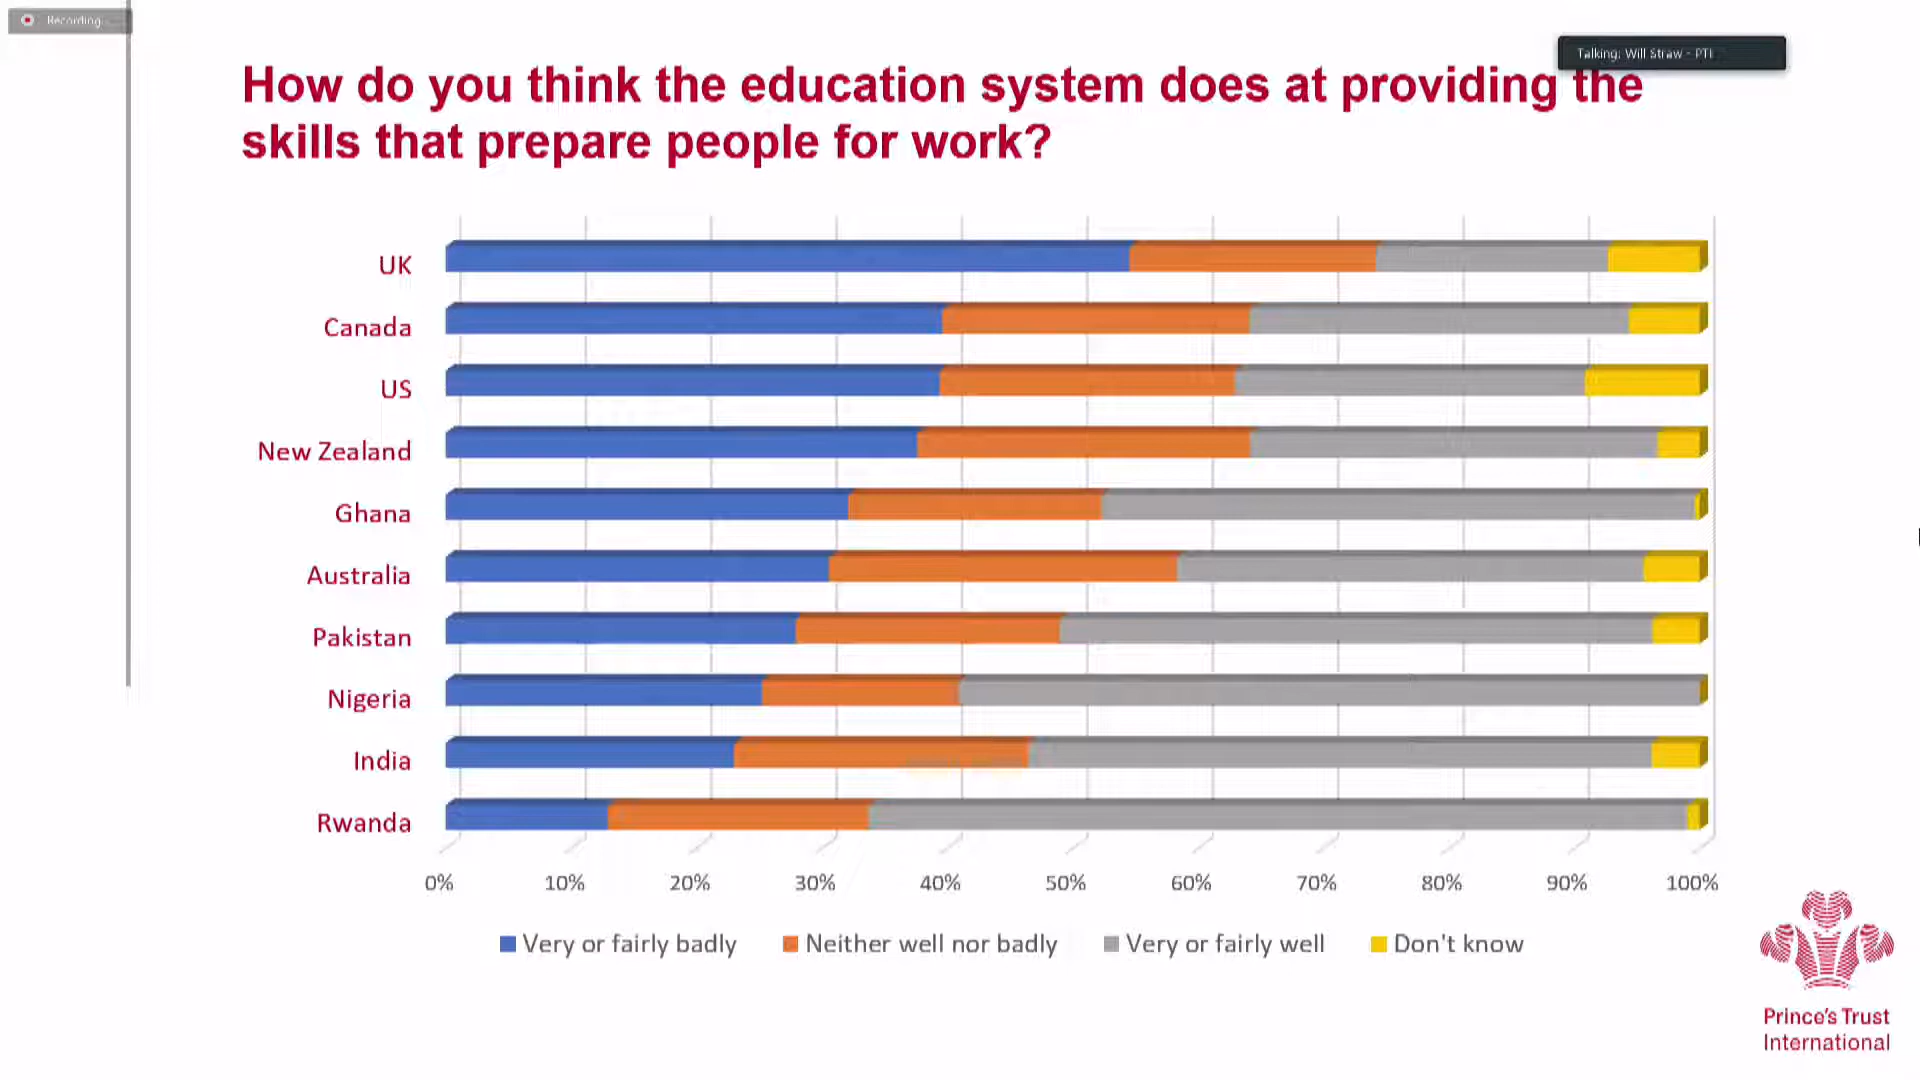 Recording
Talking: Will Straw - PTI
How do you think the education system does at providing the
skills that prepare people for work?
UK
Canada
US
New Zealand
Ghana
Australia
Pakistan
Nigeria
India
Rwanda
0% 10% 20% 30% 40% 50% 60% 70% 80% 90% 100%
Very or fairly badly Neither well nor badly Very or fairly well Don't know
Prince's Trust
International